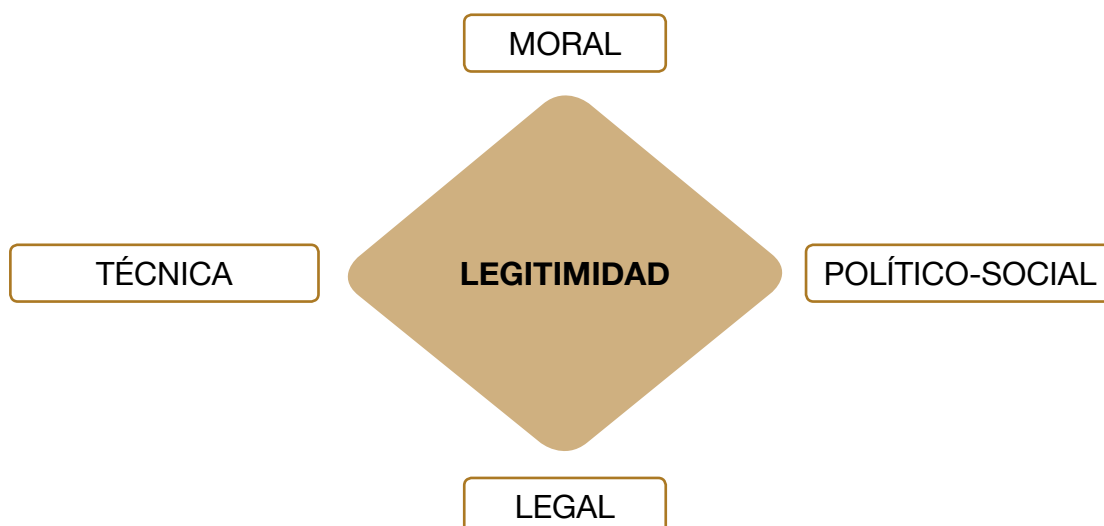 MORAL
TÉCNICA
LEGITIMIDAD
POLÍTICO-SOCIAL
LEGAL